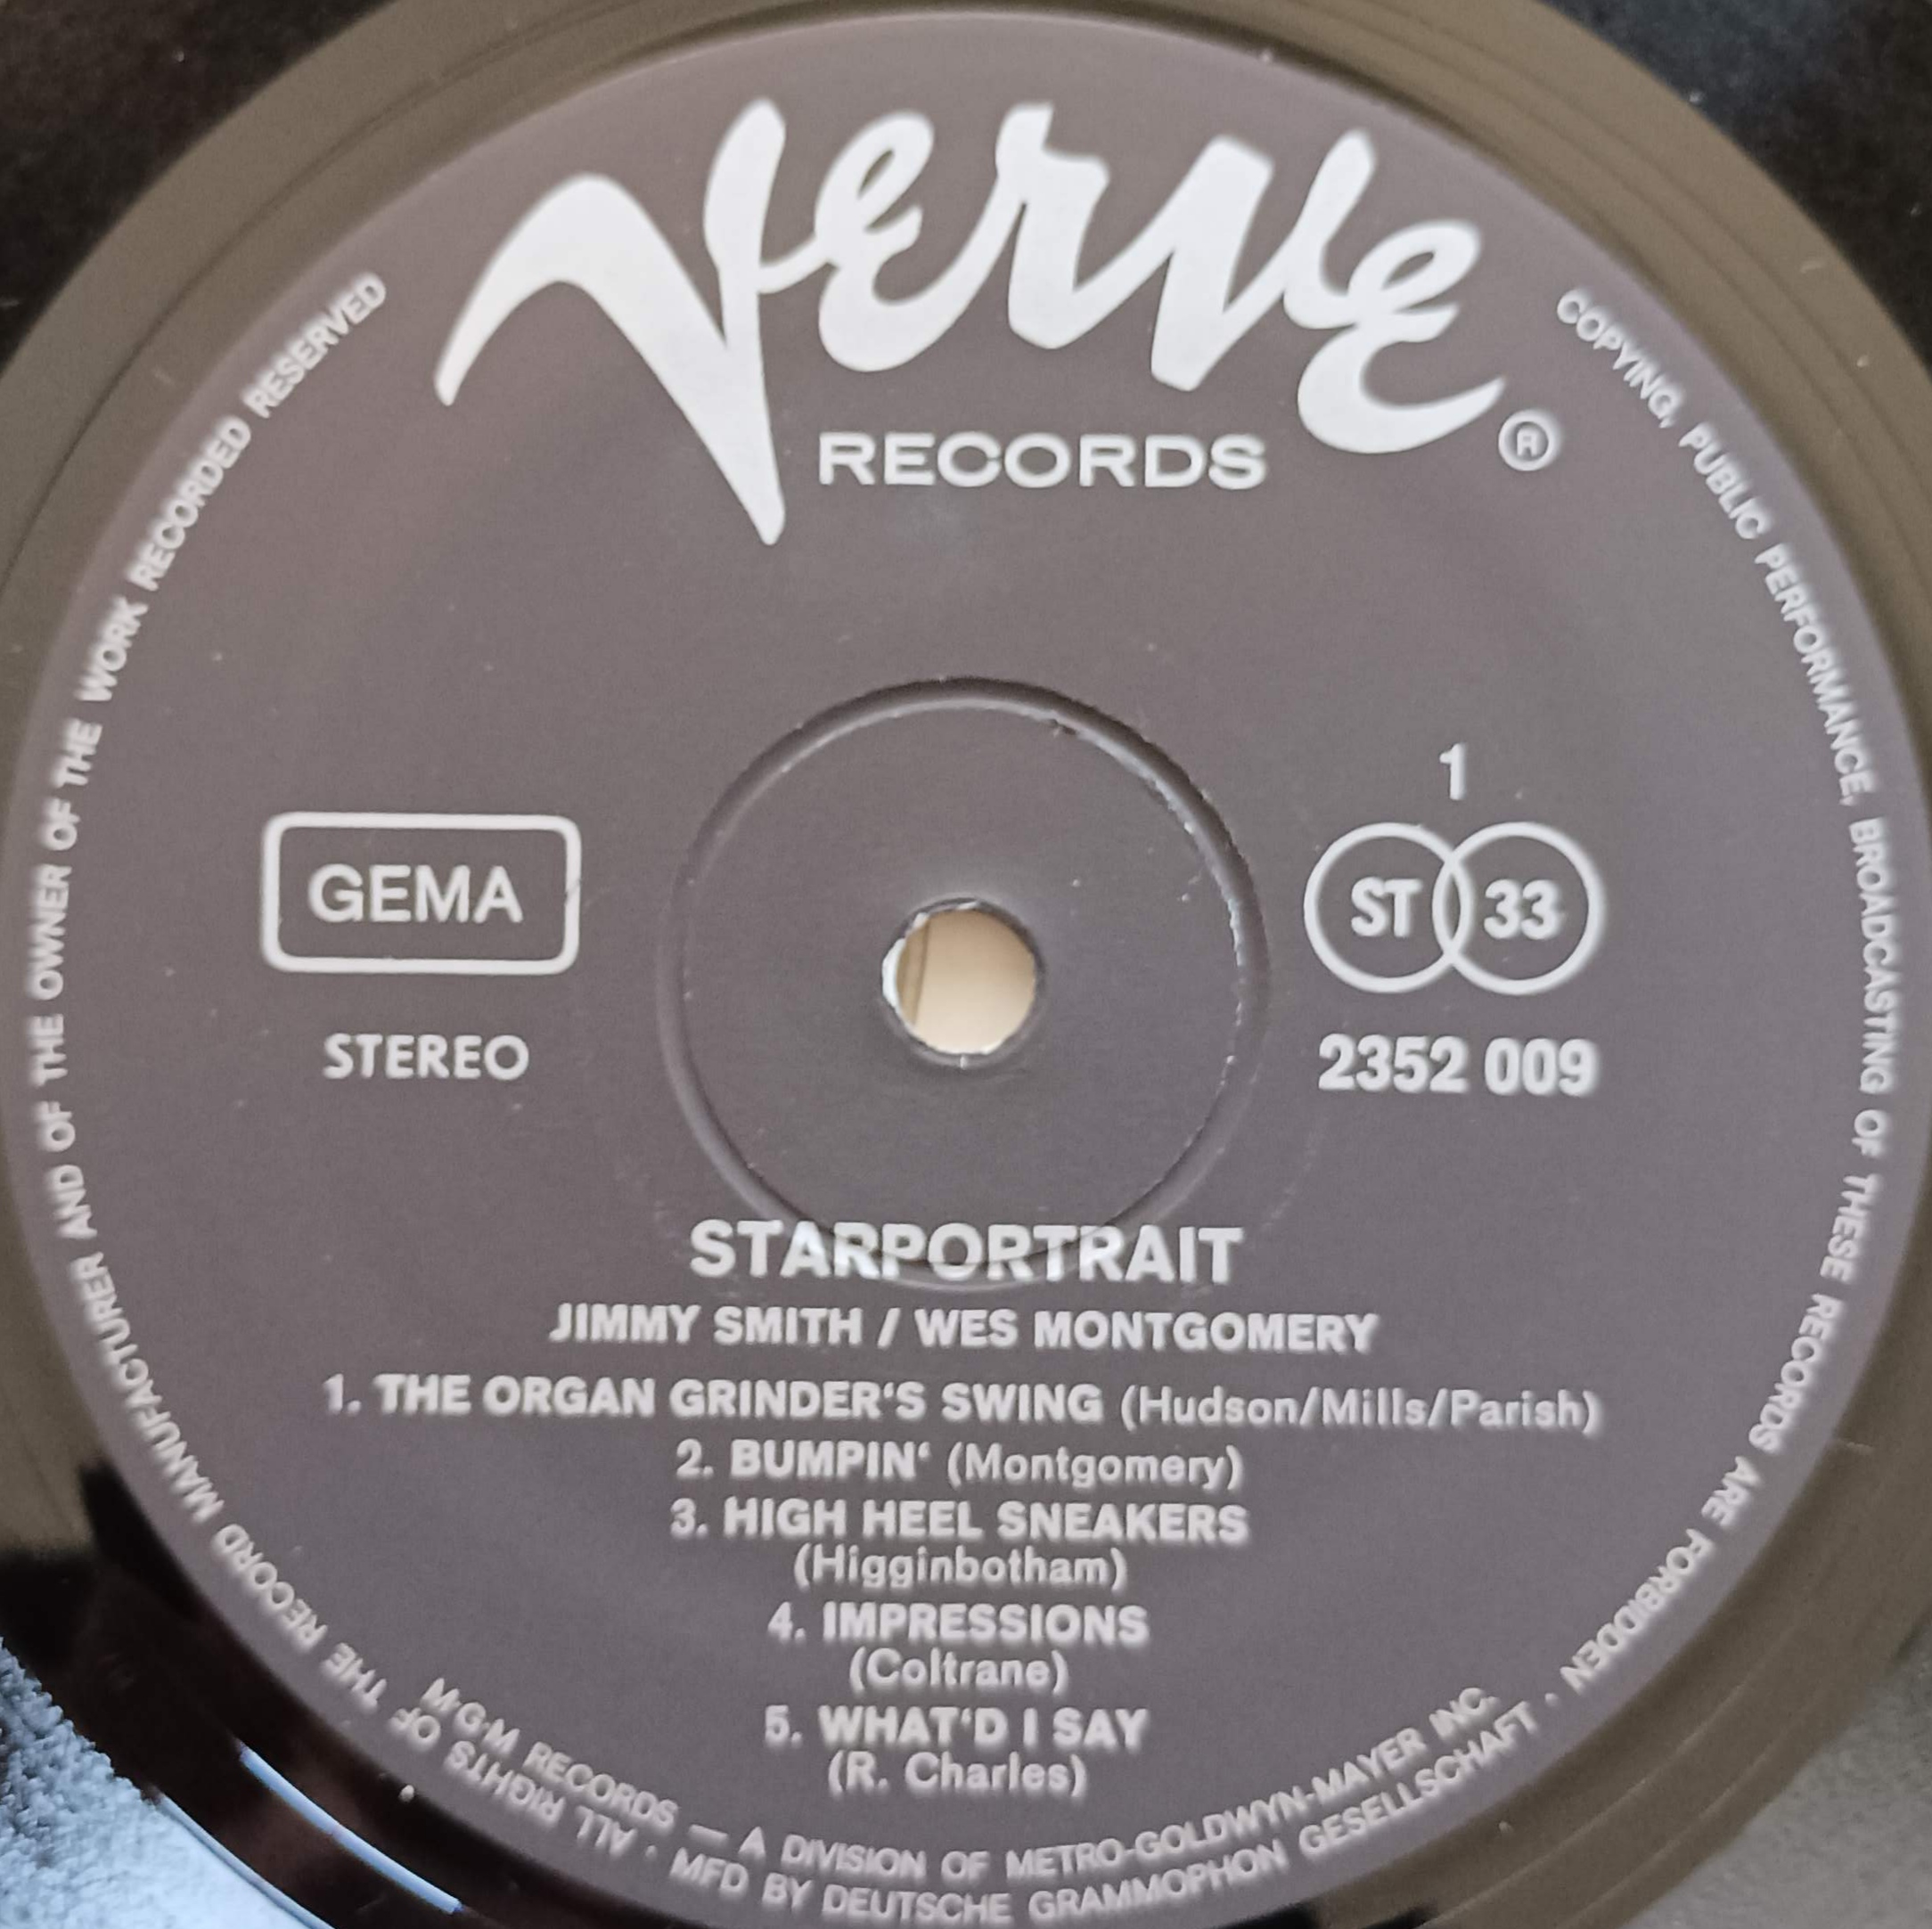 Verve
RECORDS ®
GEMA
STEREO
1
ST 33
2352 009
STARPORTRAIT
JIMMY SMITH / WES MONTGOMERY
1. THE ORGAN GRINDER‘S SWING (Hudson/Mills/Parish)
2. BUMPIN‘ (Montgomery)
3. HIGH HEEL SNEAKERS
(Higginbotham)
4. IMPRESSIONS
(Coltrane)
5. WHAT‘D I SAY
(R. Charles)
M·G·M RECORDS — A DIVISION OF METRO-GOLDWYN-MAYER INC.
MFD BY DEUTSCHE GRAMMOPHON GESELLSCHAFT · ALL RIGHTS OF THE RECORD MANUFACTURER AND OF THE OWNER OF THE WORK RECORDED RESERVED
COPYING, PUBLIC PERFORMANCE, BROADCASTING OF THESE RECORDS ARE FORBIDDEN ·